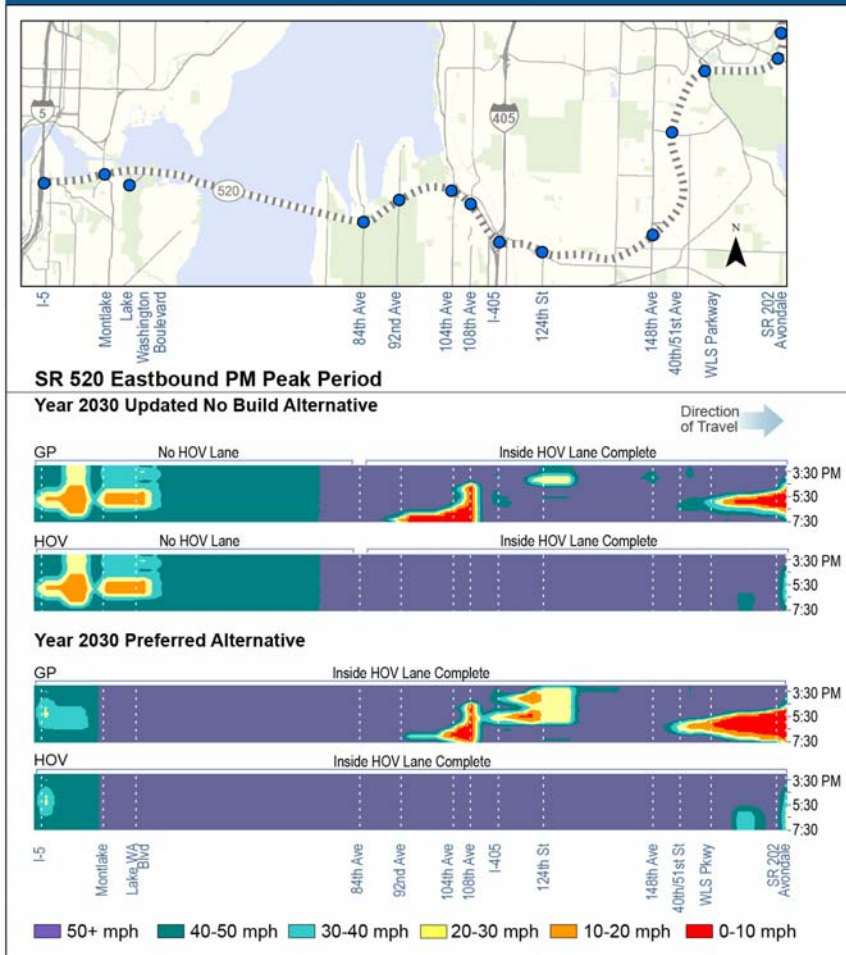 5
405
520
N
I-5
Montlake
Lake
Washington
Boulevard
84th Ave
92nd Ave
104th Ave
108th Ave
I-405
124th St
148th Ave
40th/51st Ave
WLS Parkway
SR 202
Avondale
SR 520 Eastbound PM Peak Period
Year 2030 Updated No Build Alternative
Direction
of Travel
GP
No HOV Lane
Inside HOV Lane Complete
3:30 PM
5:30
7:30
HOV
No HOV Lane
Inside HOV Lane Complete
3:30 PM
5:30
7:30
Year 2030 Preferred Alternative
GP
Inside HOV Lane Complete
3:30 PM
5:30
7:30
HOV
Inside HOV Lane Complete
3:30 PM
5:30
7:30
I-5
Montlake
Lake WA
Blvd
84th Ave
92nd Ave
104th Ave
108th Ave
I-405
124th St
148th Ave
40th/51st St
WLS Pkwy
SR 202
Avondale
50+ mph
40-50 mph
30-40 mph
20-30 mph
10-20 mph
0-10 mph